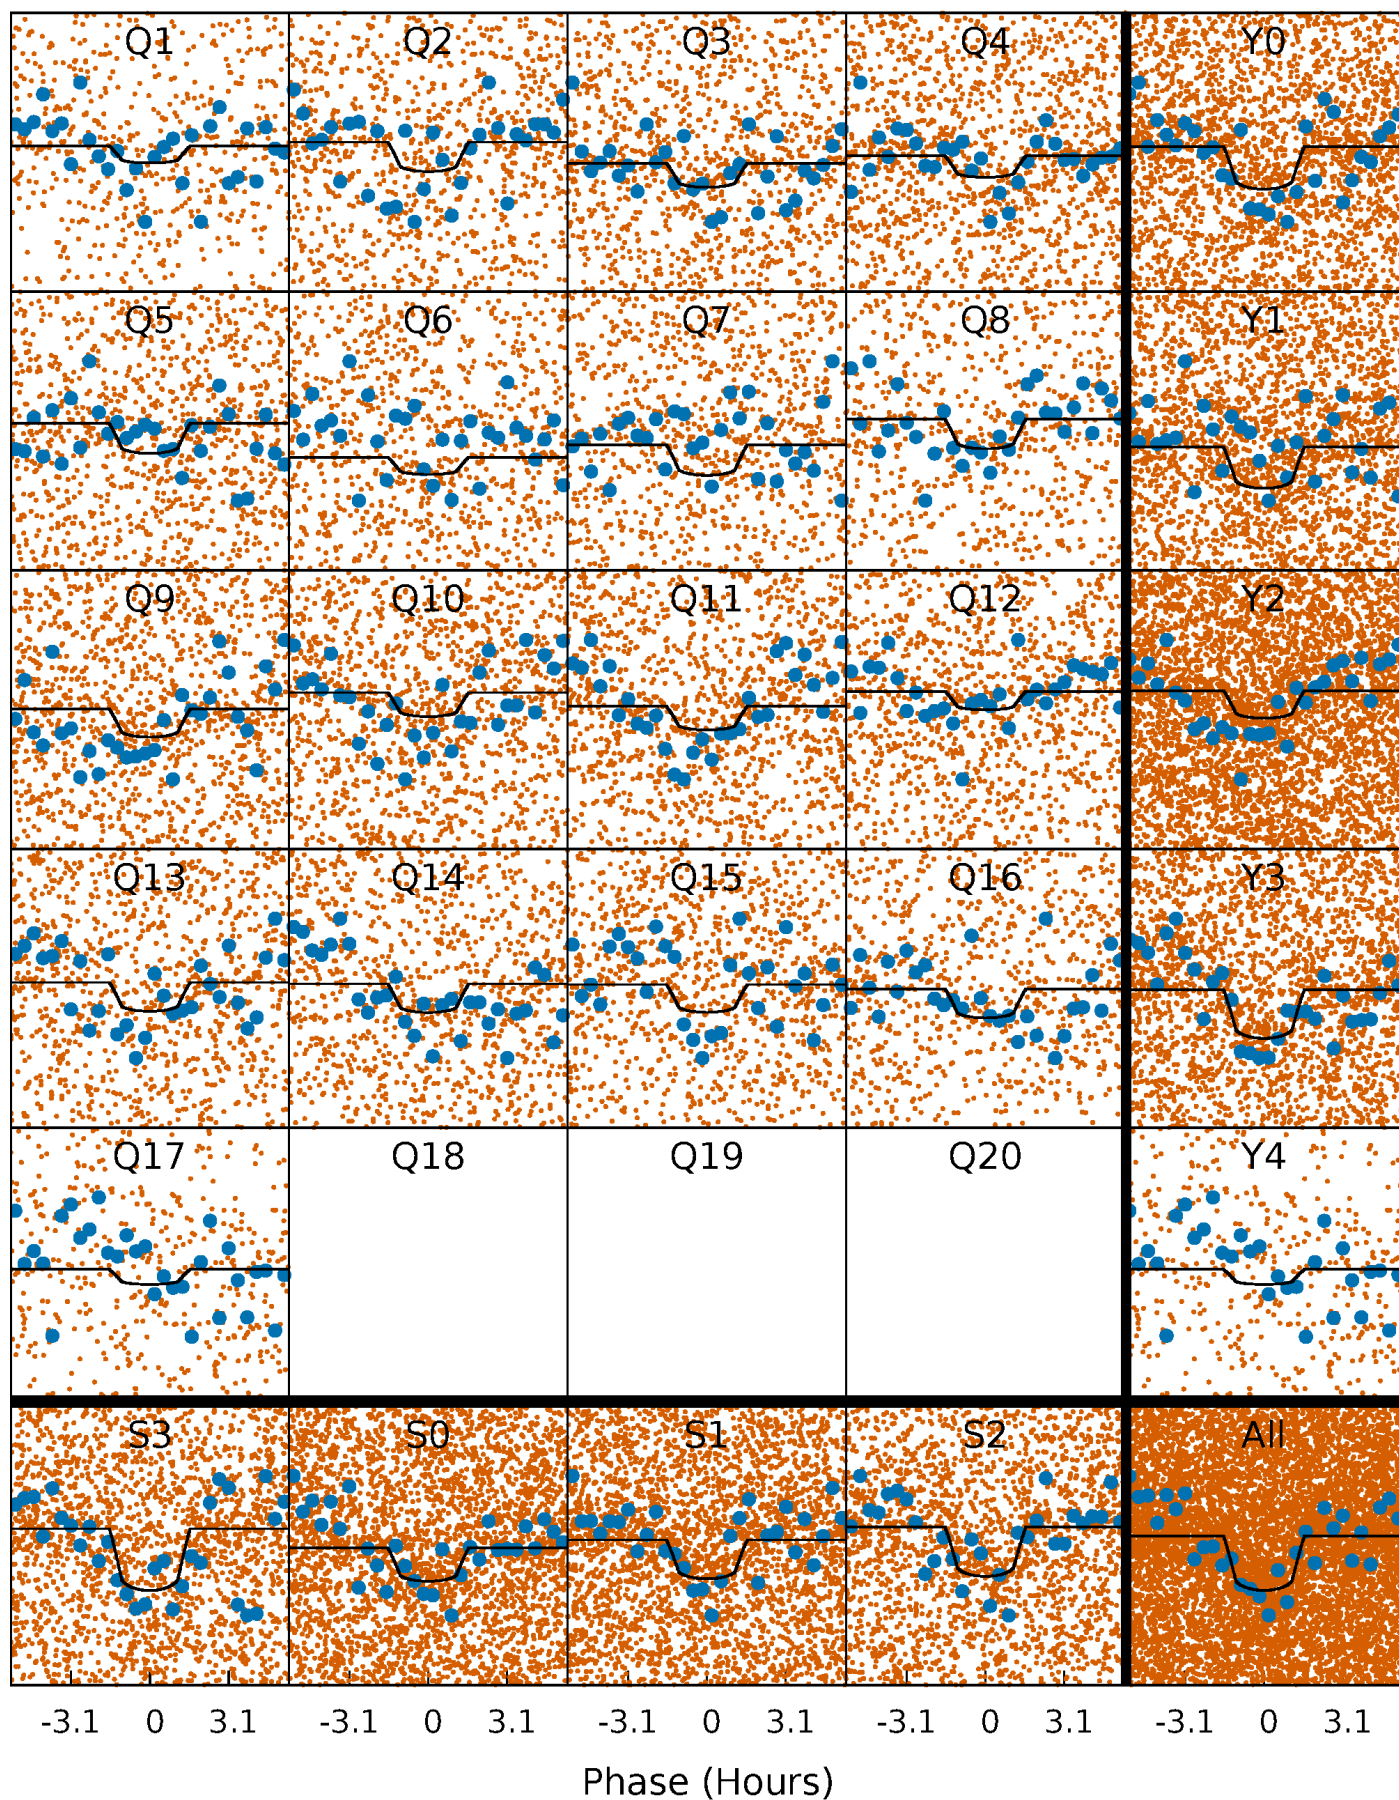 Q1 Q2 Q3 Q4 Y0
Q5 Q6 Q7 Q8 Y1
Q9 Q10 Q11 Q12 Y2
Q13 Q14 Q15 Q16 Y3
Q17 Q18 Q19 Q20 Y4
S3 S0 S1 S2 All
-3.1 0 3.1 -3.1 0 3.1 -3.1 0 3.1 -3.1 0 3.1 -3.1 0 3.1
Phase (Hours)